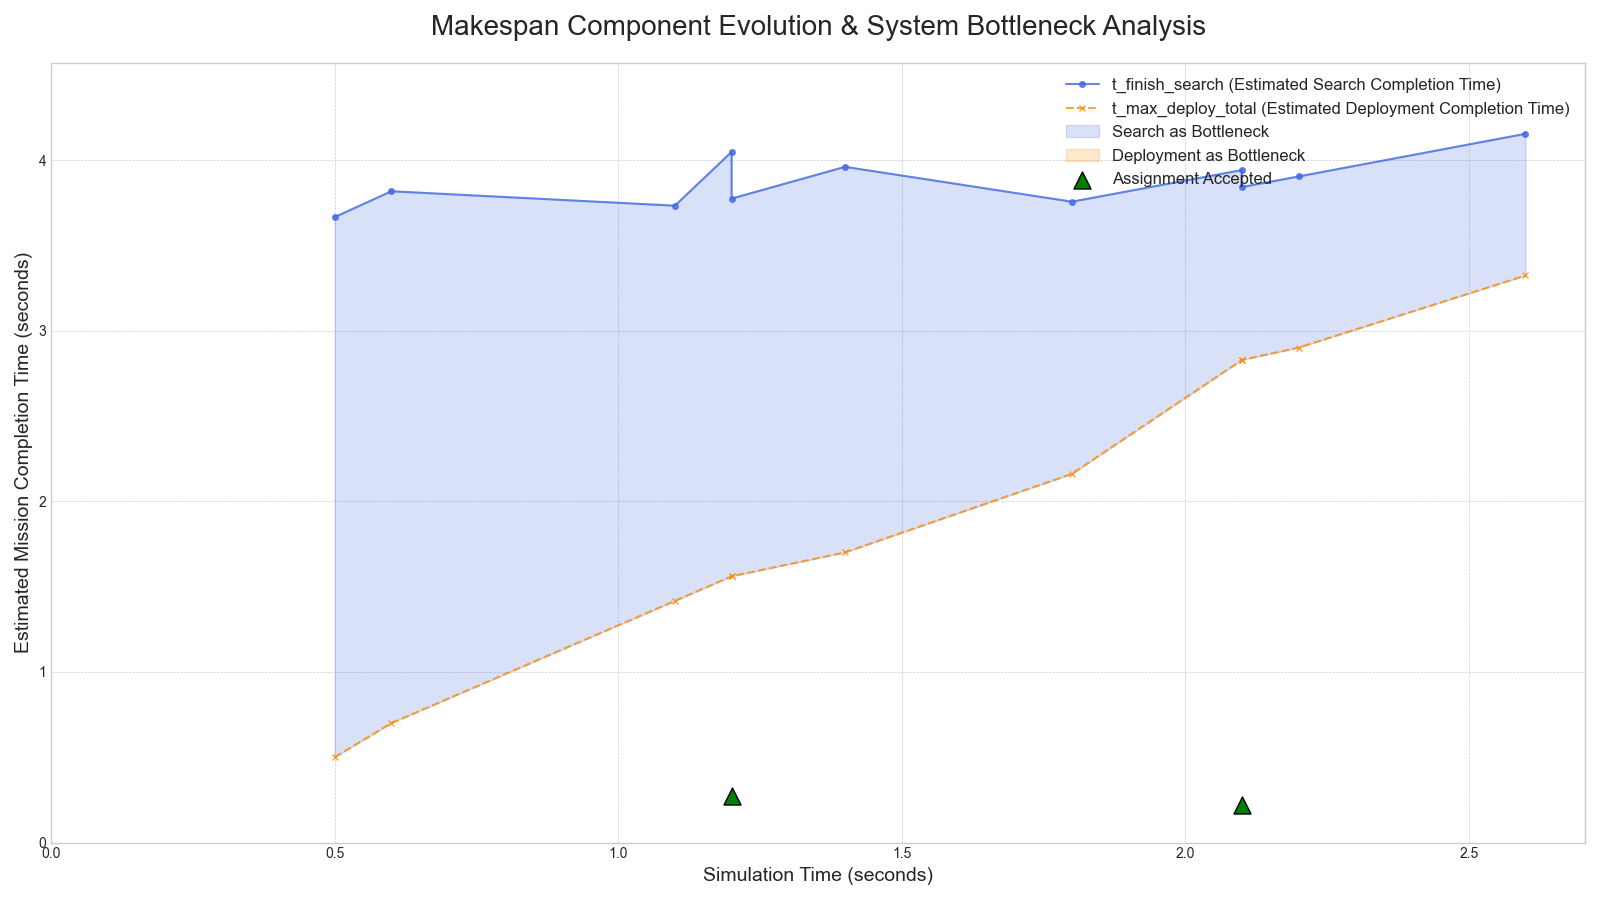 Makespan Component Evolution & System Bottleneck Analysis
t_finish_search (Estimated Search Completion Time)
t_max_deploy_total (Estimated Deployment Completion Time)
Search as Bottleneck
Deployment as Bottleneck
Assignment Accepted
Estimated Mission Completion Time (seconds)
4
3
2
1
0
0.0 0.5 1.0 1.5 2.0 2.5
Simulation Time (seconds)